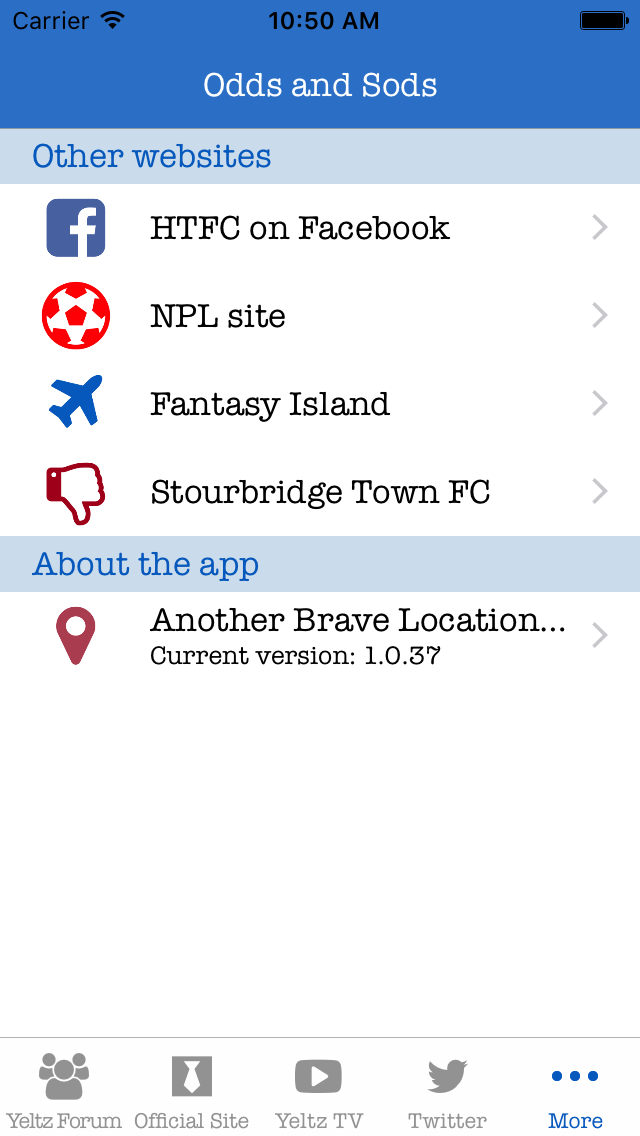 Carrier 10:50 AM
Odds and Sods
Other websites
HTFC on Facebook
NPL site
Fantasy Island
Stourbridge Town FC
About the app
Another Brave Location...
Current version: 1.0.37
Yeltz Forum Official Site Yeltz TV Twitter More